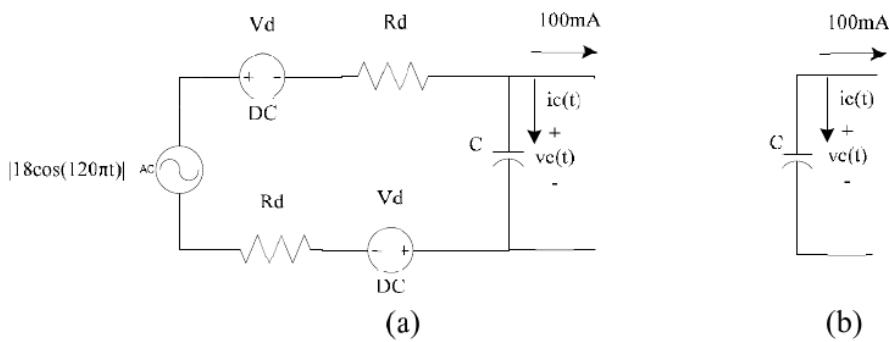 Vd
Rd
100mA
+ -
DC
ic(t)
+
C
vc(t)
-
|18cos(120πt)|
AC
Rd
Vd
- +
DC
(a)
100mA
ic(t)
+
C
vc(t)
-
(b)